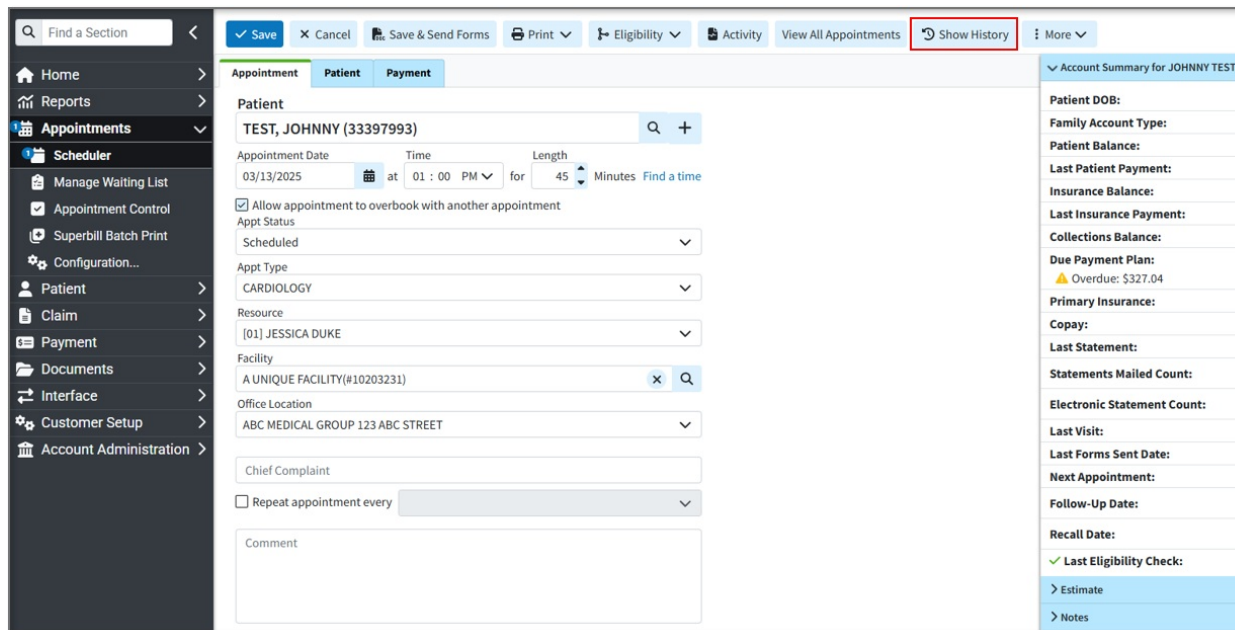 Find a Section
Save
Cancel
Save & Send Forms
Print
Eligibility
Activity
View All Appointments
Show History
More
Home
Reports
1 Appointments
1 Scheduler
Manage Waiting List
Appointment Control
Superbill Batch Print
Configuration...
Patient
Claim
Payment
Documents
Interface
Customer Setup
Account Administration
Appointment
Patient
Payment
Patient
TEST, JOHNNY (33397993)
Appointment Date Time Length
03/13/2025 at 01 : 00 PM for 45 Minutes Find a time
Allow appointment to overbook with another appointment
Appt Status
Scheduled
Appt Type
CARDIOLOGY
Resource
[01] JESSICA DUKE
Facility
A UNIQUE FACILITY(#10203231)
Office Location
ABC MEDICAL GROUP 123 ABC STREET
Chief Complaint
Repeat appointment every
Comment
Account Summary for JOHNNY TEST
Patient DOB:
Family Account Type:
Patient Balance:
Last Patient Payment:
Insurance Balance:
Last Insurance Payment:
Collections Balance:
Due Payment Plan:
Overdue: $327.04
Primary Insurance:
Copay:
Last Statement:
Statements Mailed Count:
Electronic Statement Count:
Last Visit:
Last Forms Sent Date:
Next Appointment:
Follow-Up Date:
Recall Date:
Last Eligibility Check:
Estimate
Notes